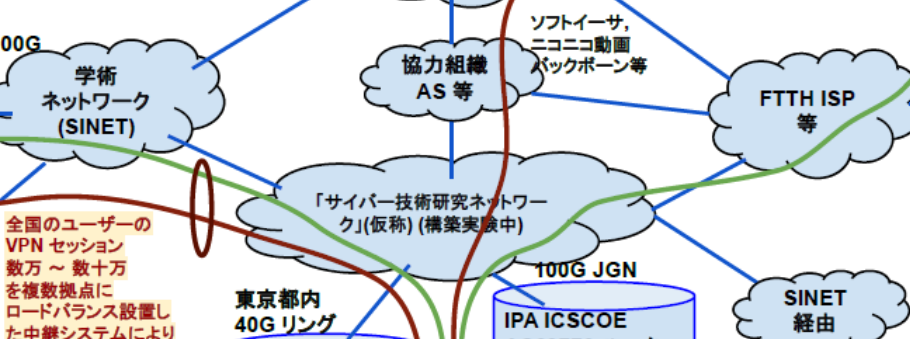 ソフトイーサ,
ニコニコ動画
バックボーン等
00G
学術
ネットワーク
(SINET)
協力組織
AS 等
FTTH ISP
等
「サイバー技術研究ネットワー
ク」(仮称) (構築実験中)
全国のユーザーの
VPN セッション
数万 ~ 数十万
を複数拠点に
ロードバランス設置し
た中継システムにより
東京都内
40G リング
100G JGN
IPA ICSCOE
SINET
経由